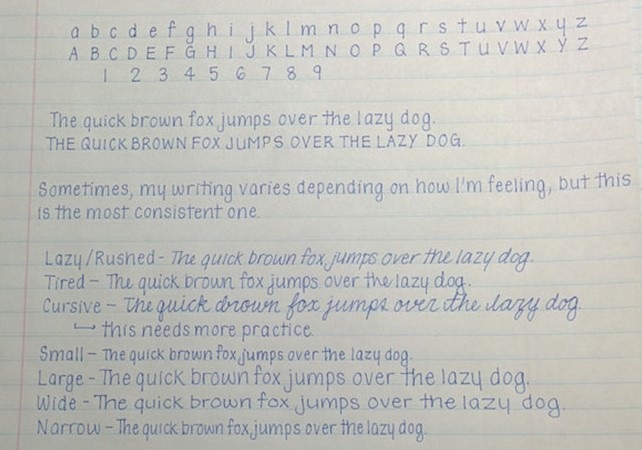 a b c d e f g h i j k l m n o p q r s t u v w x y z
A B C D E F G H I J K L M N O P Q R S T U V W X Y Z
1 2 3 4 5 6 7 8 9
The quick brown fox jumps over the lazy dog.
THE QUICK BROWN FOX JUMPS OVER THE LAZY DOG.
Sometimes, my writing varies depending on how I'm feeling, but this
is the most consistent one.
Lazy/Rushed - The quick brown fox jumps over the lazy dog.
Tired - The quick brown fox jumps over the lazy dog.
Cursive - The quick brown fox jumps over the lazy dog
↳ this needs more practice.
Small - The quick brown fox jumps over the lazy dog.
Large - The quick brown fox jumps over the lazy dog.
Wide - The quick brown fox jumps over the lazy dog.
Narrow - The quick brown fox jumps over the lazy dog.